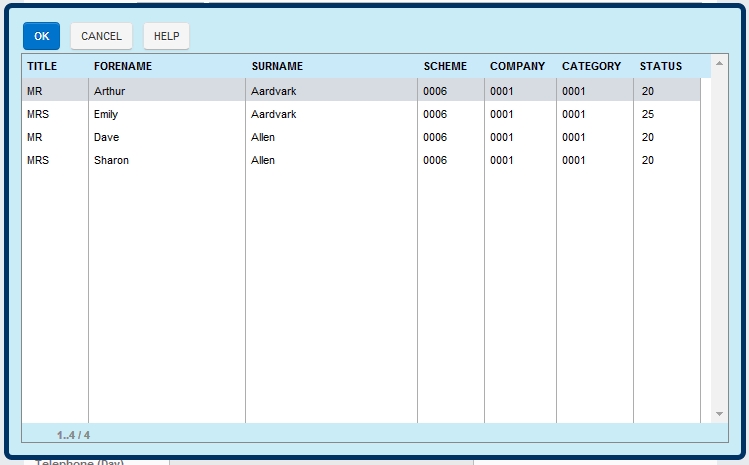 OK CANCEL HELP
TITLE FORENAME SURNAME SCHEME COMPANY CATEGORY STATUS
MR Arthur Aardvark 0006 0001 0001 20
MRS Emily Aardvark 0006 0001 0001 25
MR Dave Allen 0006 0001 0001 20
MRS Sharon Allen 0006 0001 0001 20
1..4 / 4
Telephone (Day)